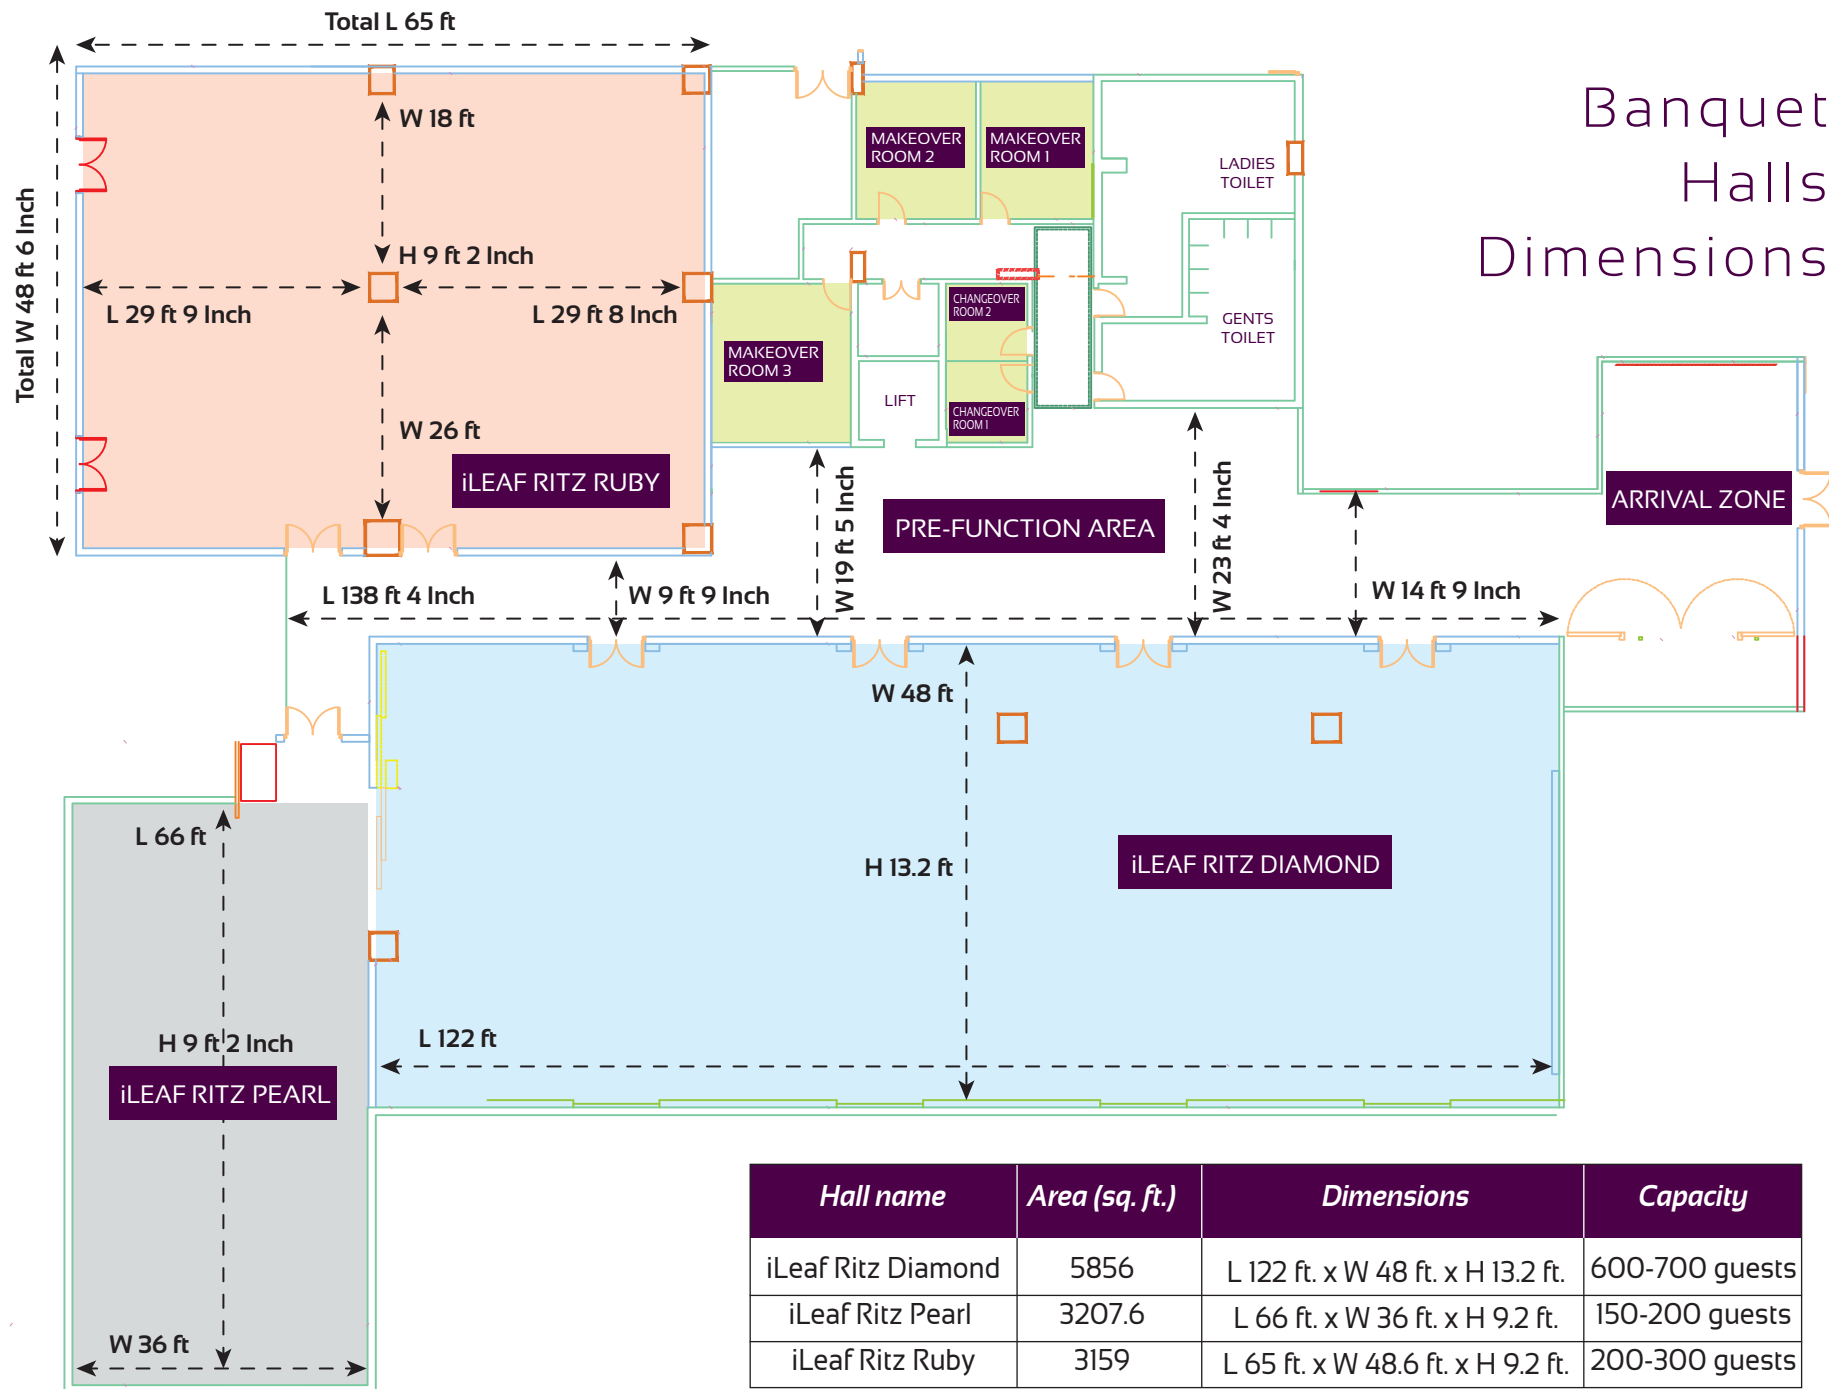 Banquet
Halls
Dimensions
Total L 65 ft
Total W 48 ft 6 Inch
W 18 ft
H 9 ft 2 Inch
L 29 ft 9 Inch
L 29 ft 8 Inch
W 26 ft
iLEAF RITZ RUBY
MAKEOVER
ROOM 2
MAKEOVER
ROOM 1
LADIES
TOILET
CHANGEOVER
ROOM 2
GENTS
TOILET
MAKEOVER
ROOM 3
LIFT
CHANGEOVER
ROOM 1
ARRIVAL ZONE
PRE-FUNCTION AREA
W 19 ft 5 Inch
W 23 ft 4 Inch
L 138 ft 4 Inch
W 9 ft 9 Inch
W 14 ft 9 Inch
W 48 ft
H 13.2 ft
iLEAF RITZ DIAMOND
L 122 ft
L 66 ft
H 9 ft 2 Inch
iLEAF RITZ PEARL
W 36 ft
Hall name Area (sq. ft.) Dimensions Capacity
iLeaf Ritz Diamond 5856 L 122 ft. x W 48 ft. x H 13.2 ft. 600-700 guests
iLeaf Ritz Pearl 3207.6 L 66 ft. x W 36 ft. x H 9.2 ft. 150-200 guests
iLeaf Ritz Ruby 3159 L 65 ft. x W 48.6 ft. x H 9.2 ft. 200-300 guests